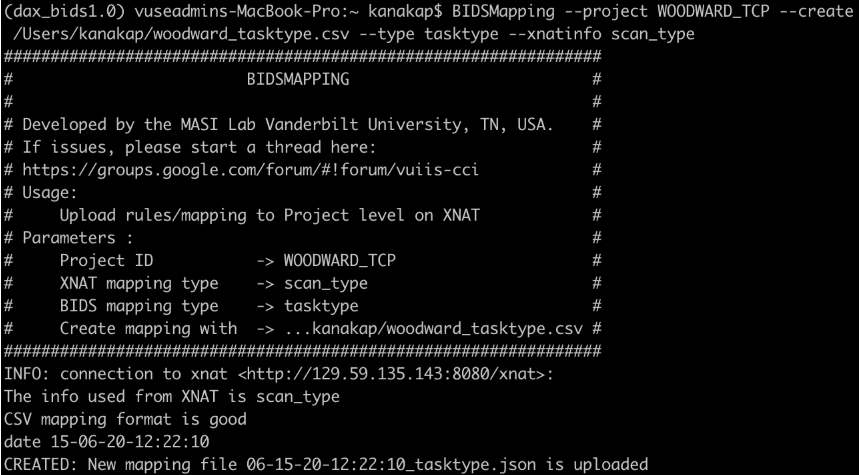 (dax_bids1.0) vuseadmins-MacBook-Pro:~ kanakap$ BIDSMapping --project WOODWARD_TCP --create
 /Users/kanakap/woodward_tasktype.csv --type tasktype --xnatinfo scan_type
################################################################
#                         BIDSMAPPING                          #
#                                                              #
# Developed by the MASI Lab Vanderbilt University, TN, USA.    #
# If issues, please start a thread here:                       #
# https://groups.google.com/forum/#!forum/vuiis-cci            #
# Usage:                                                       #
#     Upload rules/mapping to Project level on XNAT            #
# Parameters :                                                 #
#     Project ID           -> WOODWARD_TCP                     #
#     XNAT mapping type    -> scan_type                        #
#     BIDS mapping type    -> tasktype                         #
#     Create mapping with  -> ...kanakap/woodward_tasktype.csv #
################################################################
INFO: connection to xnat <http://129.59.135.143:8080/xnat>:
The info used from XNAT is scan_type
CSV mapping format is good
date 15-06-20-12:22:10
CREATED: New mapping file 06-15-20-12:22:10_tasktype.json is uploaded